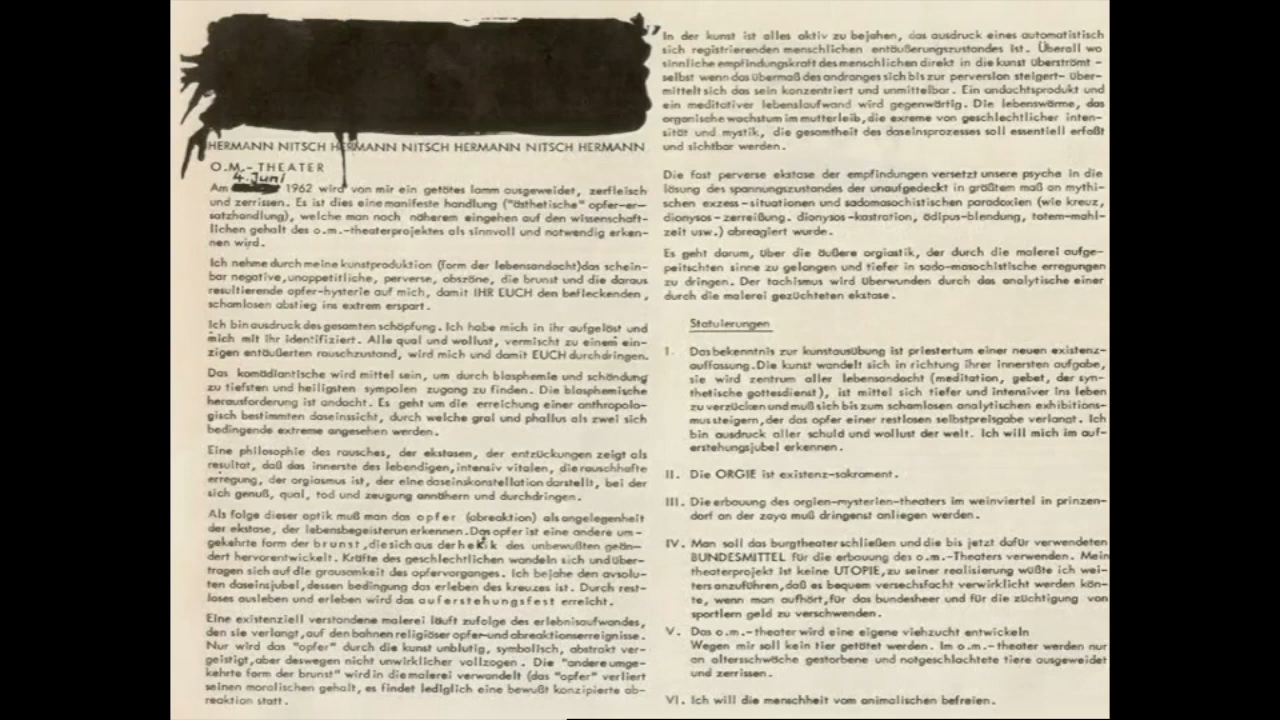 HERMANN NITSCH HERMANN NITSCH HERMANN NITSCH HERMANN
O.M.-THEATER
4. Juni
Am 1962 wird von mir ein getötes lamm ausgeweidet, zerfleisch
und zerrissen. Es ist dies eine manifeste handlung ("ästhetische" opfer-er-
satzhandlung), welche man noch näherem eingehen auf den wissenschaft-
lichen gehalt des o.m.-theaterprojektes als sinnvoll und notwendig erken-
nen wird.
Ich nehme durch meine kunstproduktion (form der lebensandacht) das schein-
bar negative, unappetitliche, perverse, obszöne, die brunst und die daraus
resultierende opfer-hysterie auf mich, damit IHR EUCH den befleckenden,
schamlosen abstieg ins extrem erspart.
Ich bin ausdruck des gesamten schöpfung. Ich habe mich in ihr aufgelöst und
mich mit ihr identifiziert. Alle qual und wollust, vermischt zu einem ein-
zigen entäußerten rauschzustand, wird mich und damit EUCH durchdringen.
Das komödiantische wird mittel sein, um durch blasphemie und schändung
zu tiefsten und heiligsten sympolen zugang zu finden. Die blasphemische
herausforderung ist andacht. Es geht um die erreichung einer anthropolo-
gisch bestimmten daseinssicht, durch welche gral und phallus als zwei sich
bedingende extreme angesehen werden.
Eine philosophie des rausches, der ekstasen, der entzückungen zeigt als
resultat, daß das innerste des lebendigen, intensiv vitalen, die rauschhafte
erregung, der orgiasmus ist, der eine daseinskonstellation darstellt, bei der
sich genuß, qual, tod und zeugung annähern und durchdringen.
Als folge dieser optik muß man das opfer (abreaktion) als angelegenheit
der ekstase, der lebensbegeisterun erkennen. Das opfer ist eine andere um-
gekehrte form der brunst, die sich aus der des unbewußten geän-
dert hervorentwickelt. Kräfte des geschlechtlichen wandeln sich und über-
tragen sich auf die grausamkeit des opfervorganges. Ich bejahe den avsolu-
ten daseinsjubel, dessen bedingung das erleben des kreuzes ist. Durch rest-
loses ausleben und erleben wird das auferstehungsfest erreicht.
Eine existenziell verstandene malerei läuft zufolge des erlebnisaufwandes,
den sie verlangt, auf den bahnen religiöser opfer-und abreaktionserreignisse.
Nur wird das "opfer" durch die kunst unblutig, symbolisch, abstrakt ver-
geistigt, aber deswegen nicht unwirklicher vollzogen. Die "andere umge-
kehrte form der brunst" wird in die malerei verwandelt (das "opfer" verliert
seinen moralischen gehalt, es findet lediglich eine bewußt konzipierte ab-
reaktion statt.
In der kunst ist alles aktiv zu bejahen, das ausdruck eines automatistisch
sich registrierenden menschlichen entäußerungszustandes ist. Überall wo
sinnliche empfindungskraft des menschlichen direkt in die kunst überströmt -
selbst wenn das übermaß des andranges sich bis zur perversion steigert- über-
mittelt sich das sein konzentriert und unmittelbar. Ein andachtsprodukt und
ein meditativer lebenslaufwand wird gegenwärtig. Die lebenswärme, das
organische wachstum im mutterleib, die exreme von geschlechtlicher inten-
sität und mystik, die gesamtheit des daseinsprozesses soll essentiell erfaßt
und sichtbar werden.
Die fast perverse ekstase der empfindungen versetzt unsere psyche in die
lösung des spannungszustandes der unaufgedeckt in größtem maß an mythi-
schen exzess-situationen und sadomasochistischen paradoxien (wie kreuz,
dionysos-zerreißung. dionysos-kastration, ödipus-blendung, totem-mahl-
zeit usw.) abreagiert wurde.
Es geht darum, über die äußere orgiastik, der durch die malerei aufge-
peitschten sinne zu gelangen und tiefer in sado-masochistische erregungen
zu dringen. Der tachismus wird überwunden durch das analytische einer
durch die malerei gezüchteten ekstase.
Statuierungen
I. Das bekenntnis zur kunstausübung ist priestertum einer neuen existenz-
auffassung. Die kunst wandelt sich in richtung ihrer innersten aufgabe,
sie wird zentrum aller lebensandacht (meditation, gebet, der syn-
thetische gottesdienst), ist mittel sich tiefer und intensiver ins leben
zu verzücken und muß sich bis zum schamlosen analytischen exhibitions-
mus steigern, der das opfer einer restlosen selbstpreisgabe verlangt. Ich
bin ausdruck aller schuld und wollust der welt. Ich will mich im auf-
erstehungsjubel erkennen.
II. Die ORGIE ist existenz-sakrament.
III. Die erbauung des orgien-mysterien-theaters im weinviertel in prinzen-
dorf an der zaya muß dringenst anliegen werden.
IV. Man soll das burgtheater schließen und die bis jetzt dafür verwendeten
BUNDESMITTEL für die erbauung des o.m.-Theaters verwenden. Mein
theaterprojekt ist keine UTOPIE, zu seiner realisierung wüßte ich wei-
ters anzuführen, daß es bequem versechsfacht verwirklicht werden kön-
te, wenn man aufhört, für das bundesheer und für die züchtigung von
sportlern geld zu verschwenden.
V. Das o.m.-theater wird eine eigene viehzucht entwickeln
Wegen mir soll kein tier getötet werden. Im o.m.-theater werden nur
an altersschwäche gestorbene und notgeschlachtete tiere ausgeweidet
und zerrissen.
VI. Ich will die menschheit vom animalischen befreien.